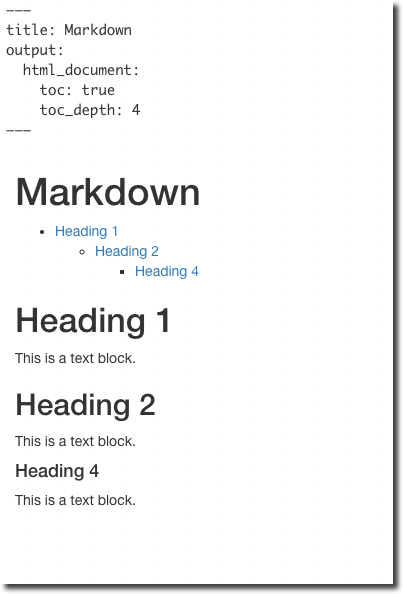 ---
title: Markdown
output:
  html_document:
    toc: true
    toc_depth: 4
---
Markdown
Heading 1
Heading 2
Heading 4
Heading 1
This is a text block.
Heading 2
This is a text block.
Heading 4
This is a text block.